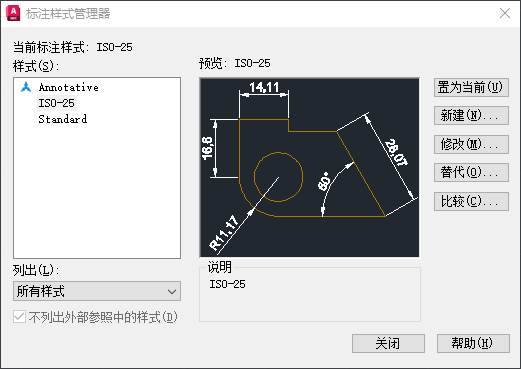 标注样式管理器
当前标注样式: ISO-25
样式(S):
Annotative
ISO-25
Standard
预览: ISO-25
14,11
16,6
28,07
60°
R11,17
置为当前(U)
新建(N)...
修改(M)...
替代(O)...
比较(C)...
列出(L):
所有样式
不列出外部参照中的样式(D)
说明
ISO-25
关闭
帮助(H)